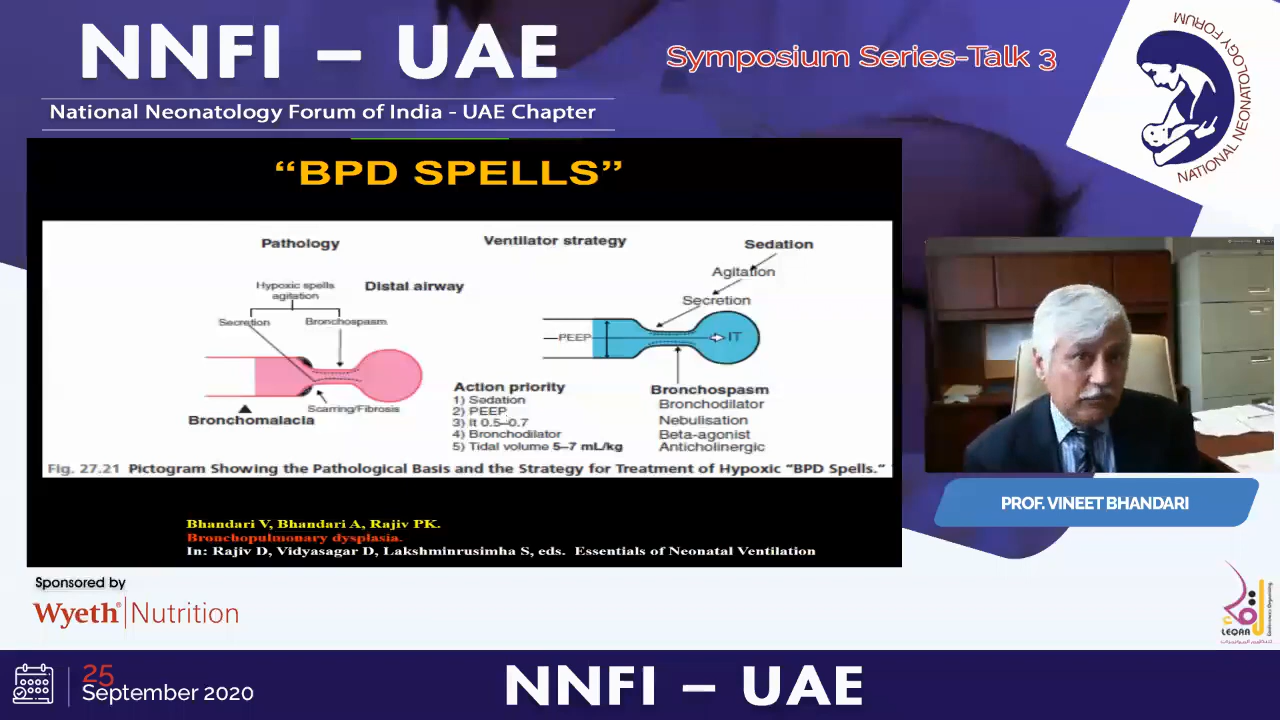 NNFI – UAE
National Neonatology Forum of India - UAE Chapter
Symposium Series-Talk 3
NATIONAL NEONATOLOGY FORUM
“BPD SPELLS”
Pathology
Hypoxic spells
agitation
Distal airway
Secretion
Bronchospasm
Scarring/Fibrosis
Bronchomalacia
Ventilator strategy
Sedation
Agitation
Secretion
PEEP
IT
Action priority
1) Sedation
2) PEEP
3) It 0.5–0.7
4) Bronchodilator
5) Tidal volume 5–7 mL/kg
Bronchospasm
Bronchodilator
Nebulisation
Beta-agonist
Anticholinergic
Fig. 27.21 Pictogram Showing the Pathological Basis and the Strategy for Treatment of Hypoxic “BPD Spells.”
Bhandari V, Bhandari A, Rajiv PK.
Bronchopulmonary dysplasia.
In: Rajiv D, Vidyasagar D, Lakshminrusimha S, eds. Essentials of Neonatal Ventilation
PROF. VINEET BHANDARI
Sponsored by
Wyeth® Nutrition
LEQAA
25
September 2020
NNFI – UAE